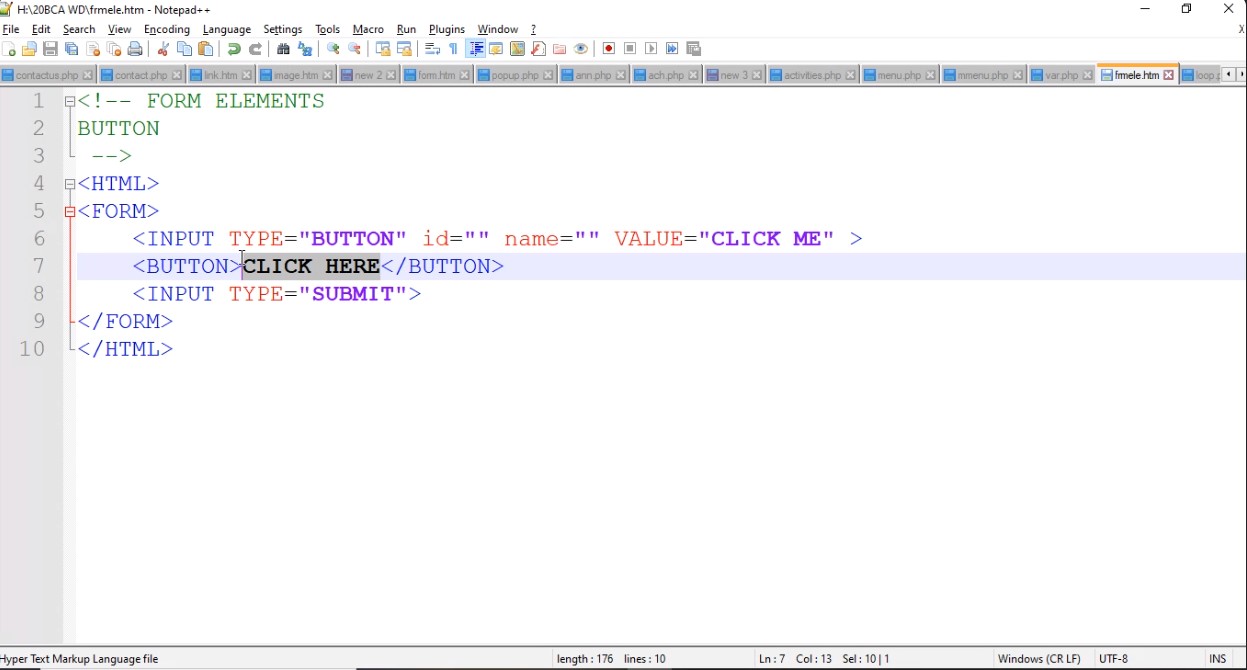 H:\20BCA WD\frmele.htm - Notepad++
File Edit Search View Encoding Language Settings Tools Macro Run Plugins Window ? X
contactus.php contact.php link.htm image.htm new 2 form.htm popup.php ann.php ach.php new 3 activities.php menu.php mmenu.php var.php frmele.htm loop.p
1 <!-- FORM ELEMENTS
2 BUTTON
3 -->
4 <HTML>
5 <FORM>
6 <INPUT TYPE="BUTTON" id="" name="" VALUE="CLICK ME" >
7 <BUTTON>CLICK HERE</BUTTON>
8 <INPUT TYPE="SUBMIT">
9 </FORM>
10 </HTML>
Hyper Text Markup Language file length : 176 lines : 10 Ln : 7 Col : 13 Sel : 10 | 1 Windows (CR LF) UTF-8 INS